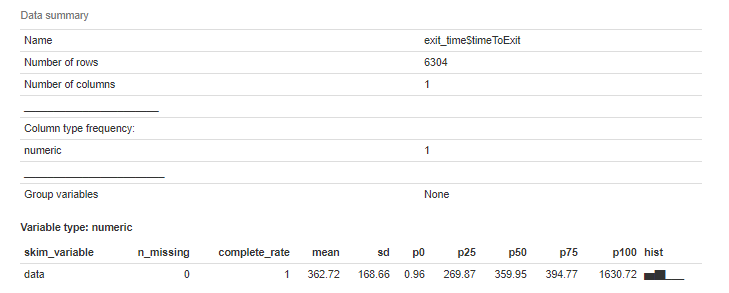 Data summary
Name exit_time$timeToExit
Number of rows 6304
Number of columns 1
_______________________
Column type frequency:
numeric 1
________________________
Group variables None
Variable type: numeric
skim_variable n_missing complete_rate mean sd p0 p25 p50 p75 p100 hist
data 0 1 362.72 168.66 0.96 269.87 359.95 394.77 1630.72 ▅▇▁▁▁